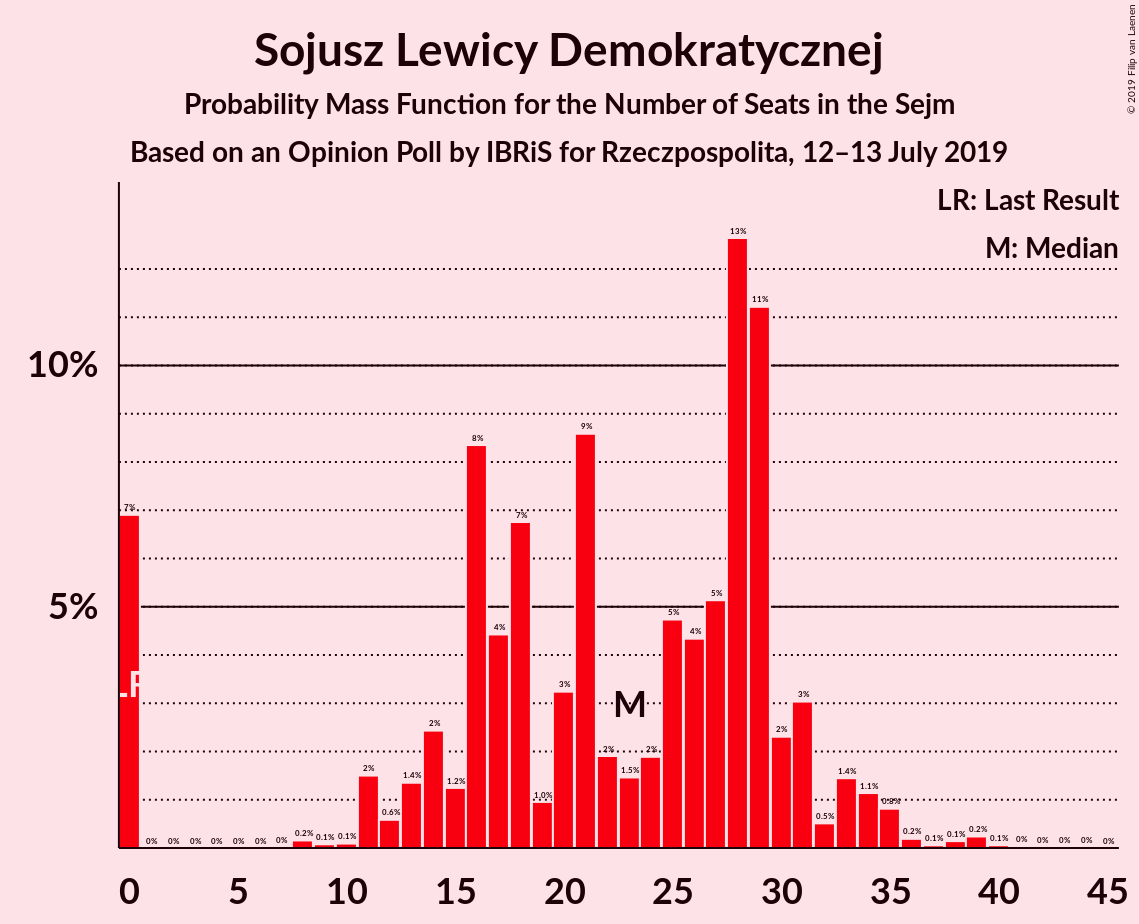 Sojusz Lewicy Demokratycznej
Probability Mass Function for the Number of Seats in the Sejm
Based on an Opinion Poll by IBRiS for Rzeczpospolita, 12–13 July 2019
© 2019 Filip van Laenen
LR: Last Result
M: Median
10%
5%
7% 0% 0% 0% 0% 0% 0% 0% 0.2% 0.1% 0.1% 2% 0.6% 1.4% 2% 1.2% 8% 4% 7% 1.0% 3% 9% 2% 1.5% 2% 5% 4% 5% 13% 11% 2% 3% 0.5% 1.4% 1.1% 0.8% 0.2% 0.1% 0.1% 0.2% 0.1% 0% 0% 0% 0% 0%
LR
M
0 5 10 15 20 25 30 35 40 45